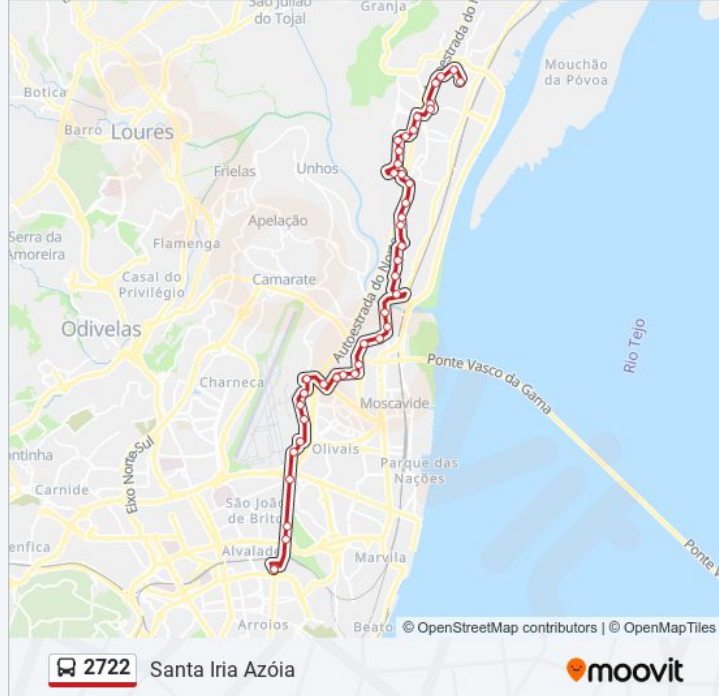 São Julião
do Tojal
Granja
estrada do N
Mouchão
da Póvoa
Botica
Barro
Loures
Frielas
Unhos
Apelação
Serra da
Amoreira
Flamenga
Casal do
Privilégio
Camarate
Autoestrada do Norte
Odivelas
Rio Tejo
Charneca
Ponte Vasco da Gama
Moscavide
Eixo Norte-Sul
ontinha
Olivais
Parque das
Nações
Carnide
São João
de Brito
enfica
Alvalade
Marvila
Ponte V
Arroios
Beato
© OpenStreetMap contributors | © OpenMapTiles
2722 Santa Iria Azóia
moovit